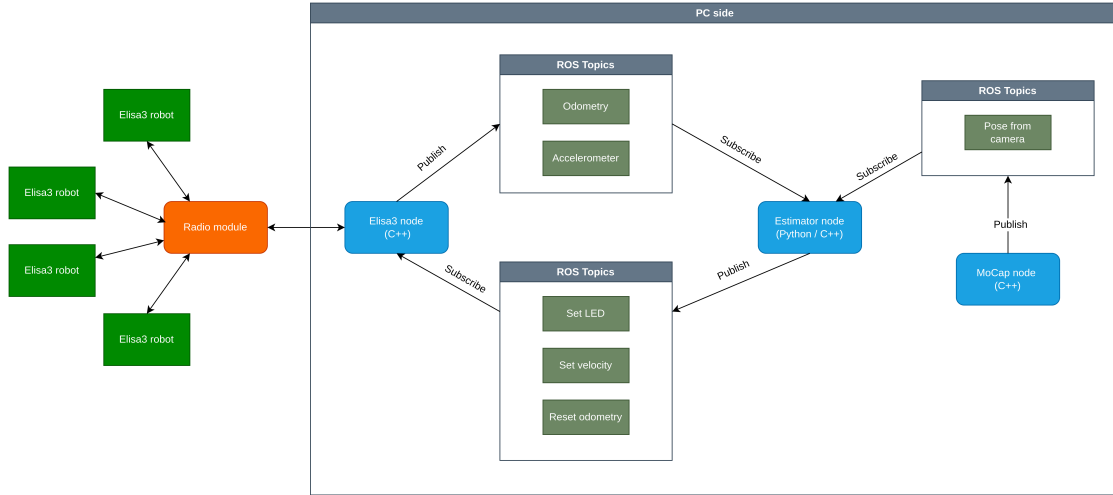 PC side
ROS Topics
Odometry
Accelerometer
ROS Topics
Pose from
camera
Elisa3 robot
Elisa3 robot
Elisa3 robot
Elisa3 robot
Radio module
Publish
Subscribe
Subscribe
Elisa3 node
(C++)
Estimator node
(Python / C++)
Publish
MoCap node
(C++)
Subscribe
Publish
ROS Topics
Set LED
Set velocity
Reset odometry